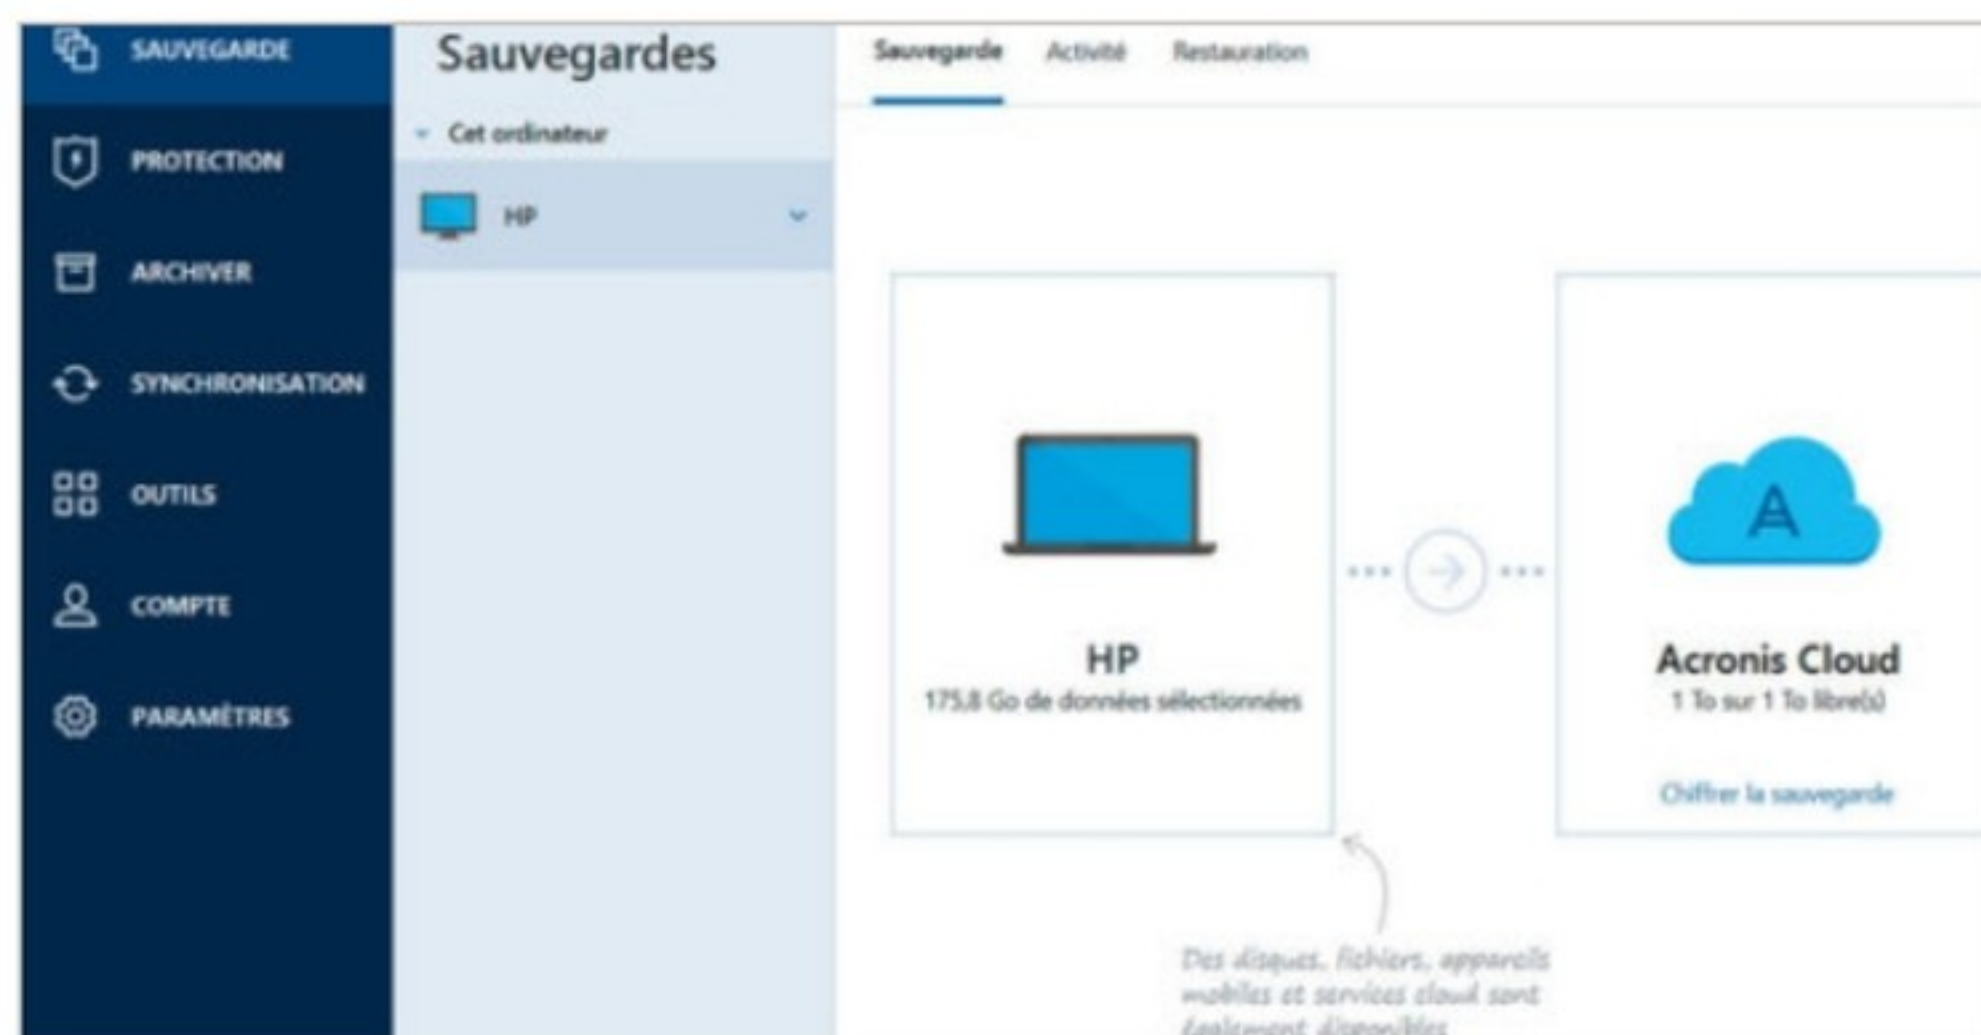 SAUVEGARDE
PROTECTION
ARCHIVER
SYNCHRONISATION
OUTILS
COMPTE
PARAMÈTRES
Sauvegardes
Cet ordinateur
HP
Sauvegarde Activité Restauration
HP
175,8 Go de données sélectionnées
A
Acronis Cloud
1 To sur 1 To libre(s)
Chiffrer la sauvegarde
Des disques, fichiers, appareils
mobiles et services cloud sont
également disponibles